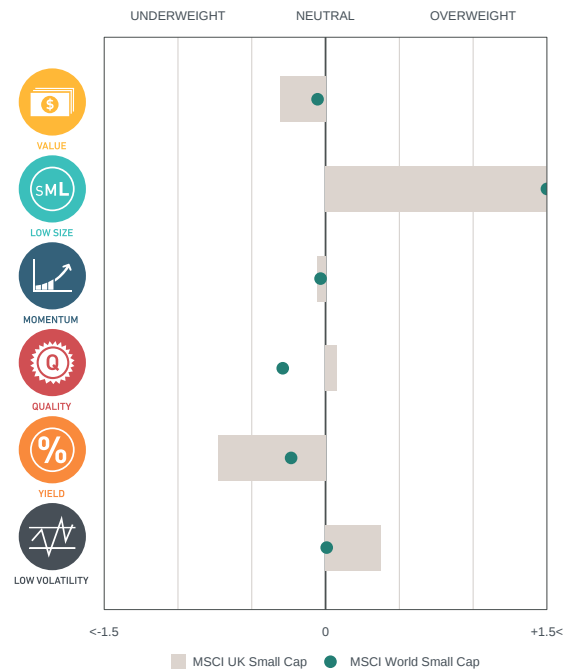 UNDERWEIGHT NEUTRAL OVERWEIGHT
$
VALUE
SML
LOW SIZE
MOMENTUM
Q
QUALITY
%
YIELD
LOW VOLATILITY
<-1.5 0 +1.5<
MSCI UK Small Cap MSCI World Small Cap